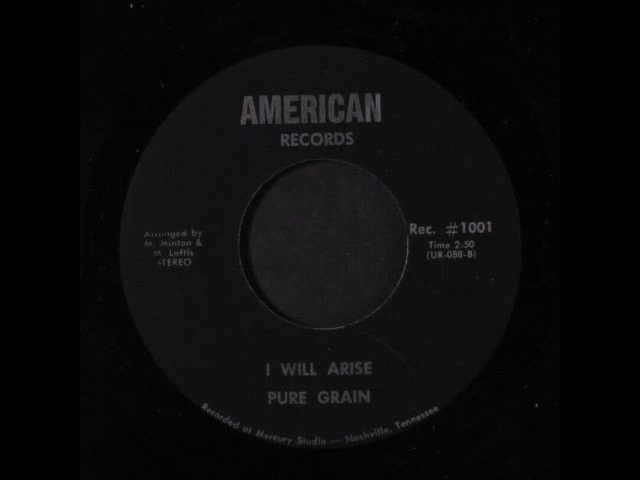 AMERICAN
RECORDS
Arranged by
M. Minton &
M. Loftis
STEREO
Rec. #1001
Time 2:50
(UR-088-B)
I WILL ARISE
PURE GRAIN
Recorded at Mercury Studio — Nashville, Tennessee